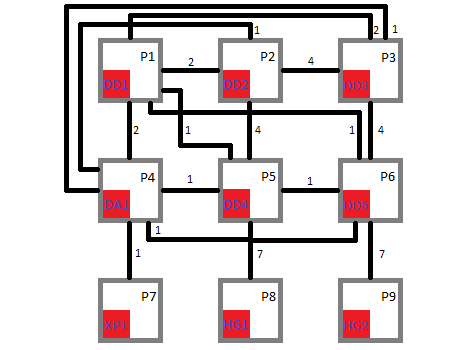 1 2 1
P1 P2 P3
2 4
DD1 DD2 DD3
2 1 4 1 4
P4 P5 P6
1 1
DA1 DD4 DD5
1
1 7 7
P7 P8 P9
XP1 HG1 HG2